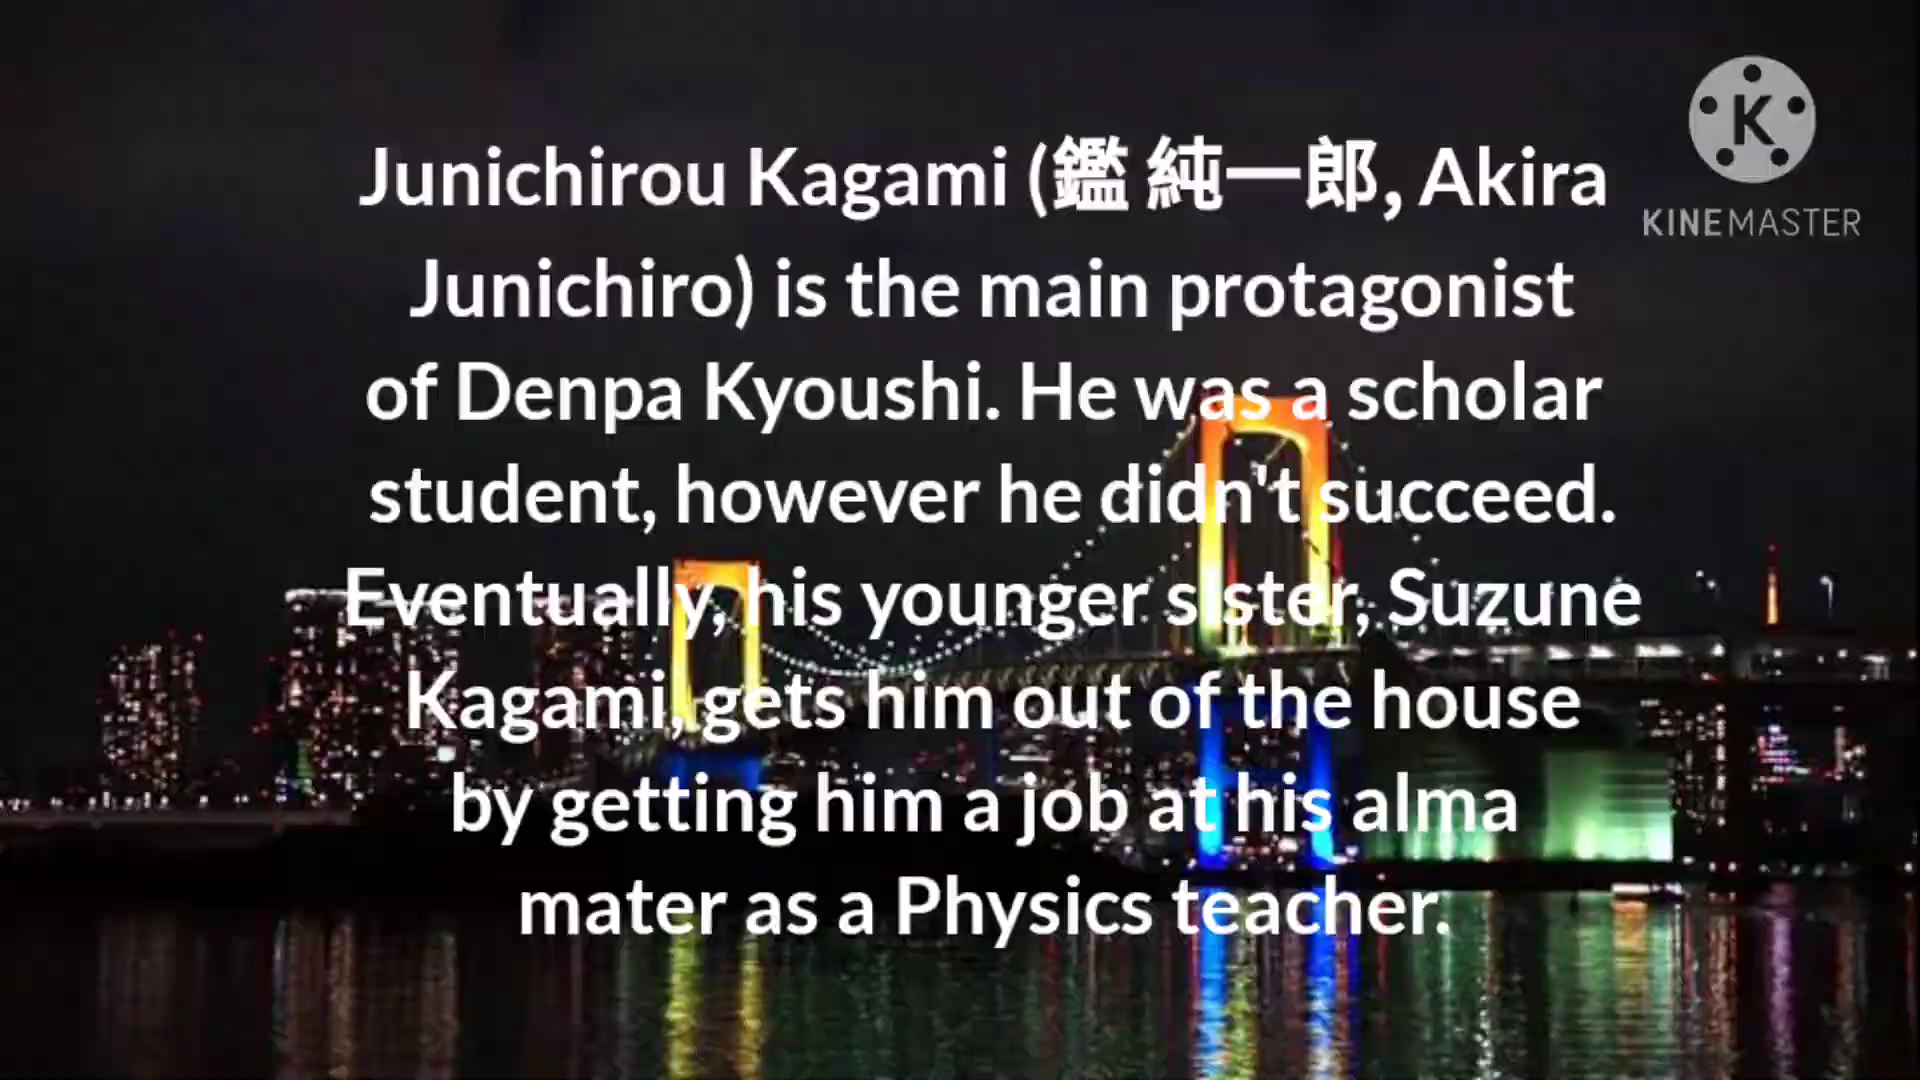 Junichirou Kagami (鑑 純一郎, Akira
Junichiro) is the main protagonist
of Denpa Kyoushi. He was a scholar
student, however he didn't succeed.
Eventually, his younger sister, Suzune
Kagami, gets him out of the house
by getting him a job at his alma
mater as a Physics teacher.
K
KINEMASTER